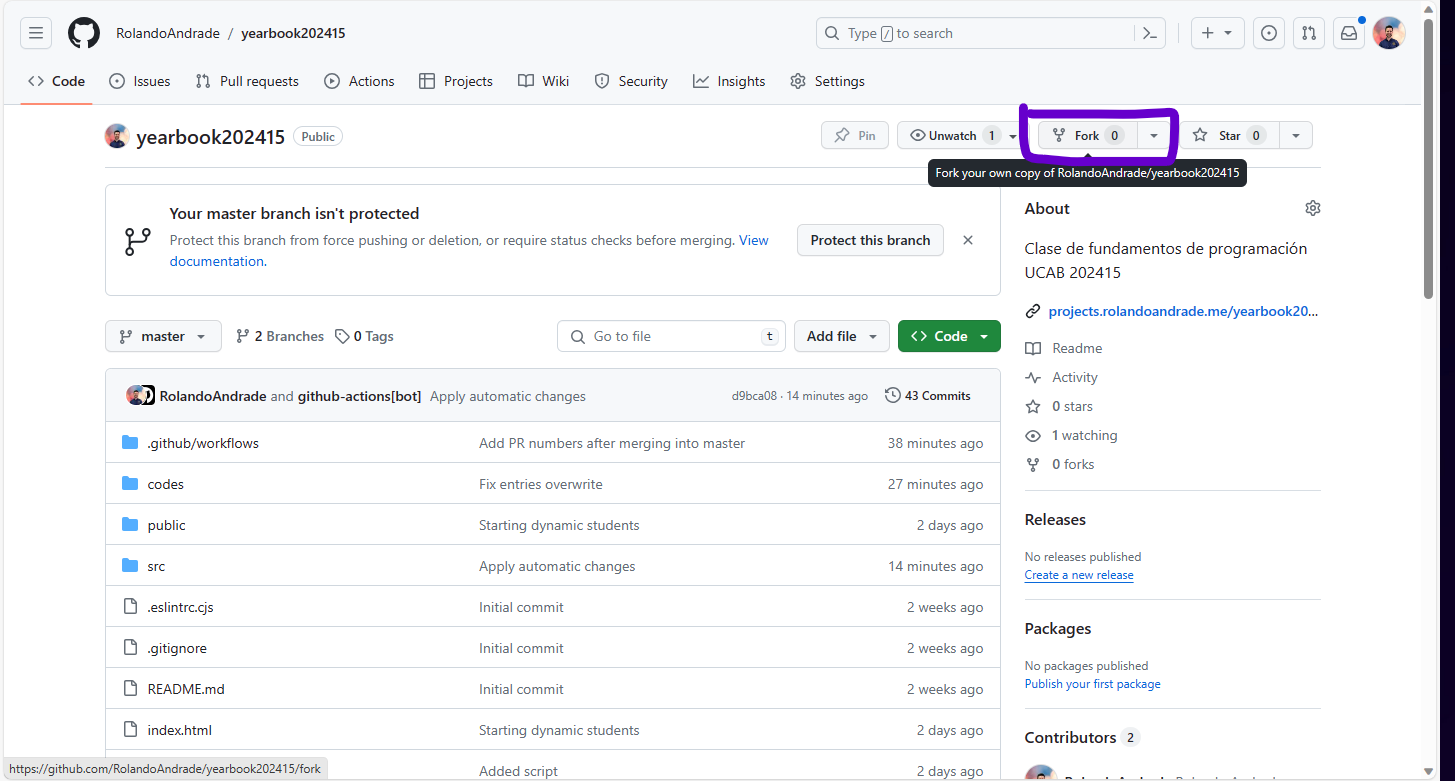 RolandoAndrade / yearbook202415
Type / to search
Code Issues Pull requests Actions Projects Wiki Security Insights Settings
yearbook202415 Public
Pin Unwatch 1 Fork 0 Star 0
Fork your own copy of RolandoAndrade/yearbook202415
Your master branch isn't protected
Protect this branch from force pushing or deletion, or require status checks before merging. View
documentation.
Protect this branch
master 2 Branches 0 Tags
Go to file t
Add file
Code
RolandoAndrade and github-actions[bot] Apply automatic changes d9bca08 · 14 minutes ago 43 Commits
.github/workflows Add PR numbers after merging into master 38 minutes ago
codes Fix entries overwrite 27 minutes ago
public Starting dynamic students 2 days ago
src Apply automatic changes 14 minutes ago
.eslintrc.cjs Initial commit 2 weeks ago
.gitignore Initial commit 2 weeks ago
README.md Initial commit 2 weeks ago
index.html Starting dynamic students 2 days ago
Added script 2 days ago
About
Clase de fundamentos de programación
UCAB 202415
projects.rolandoandrade.me/yearbook20...
Readme
Activity
0 stars
1 watching
0 forks
Releases
No releases published
Create a new release
Packages
No packages published
Publish your first package
Contributors 2
https://github.com/RolandoAndrade/yearbook202415/fork